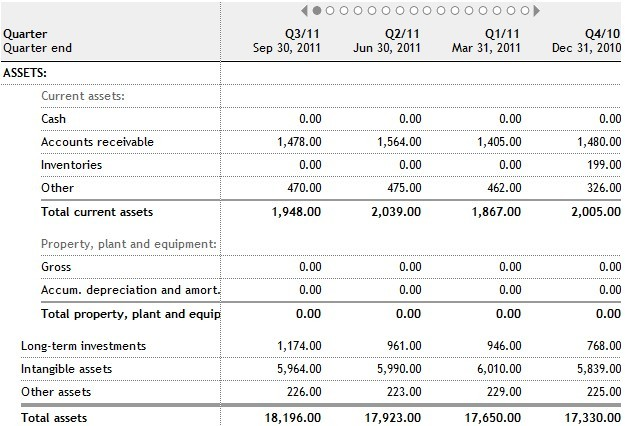 Quarter Q3/11 Q2/11 Q1/11 Q4/10
Quarter end Sep 30, 2011 Jun 30, 2011 Mar 31, 2011 Dec 31, 2010
ASSETS:
Current assets:
Cash 0.00 0.00 0.00 0.00
Accounts receivable 1,478.00 1,564.00 1,405.00 1,480.00
Inventories 0.00 0.00 0.00 199.00
Other 470.00 475.00 462.00 326.00
Total current assets 1,948.00 2,039.00 1,867.00 2,005.00
Property, plant and equipment:
Gross 0.00 0.00 0.00 0.00
Accum. depreciation and amort. 0.00 0.00 0.00 0.00
Total property, plant and equip 0.00 0.00 0.00 0.00
Long-term investments 1,174.00 961.00 946.00 768.00
Intangible assets 5,964.00 5,990.00 6,010.00 5,839.00
Other assets 226.00 223.00 229.00 225.00
Total assets 18,196.00 17,923.00 17,650.00 17,330.00